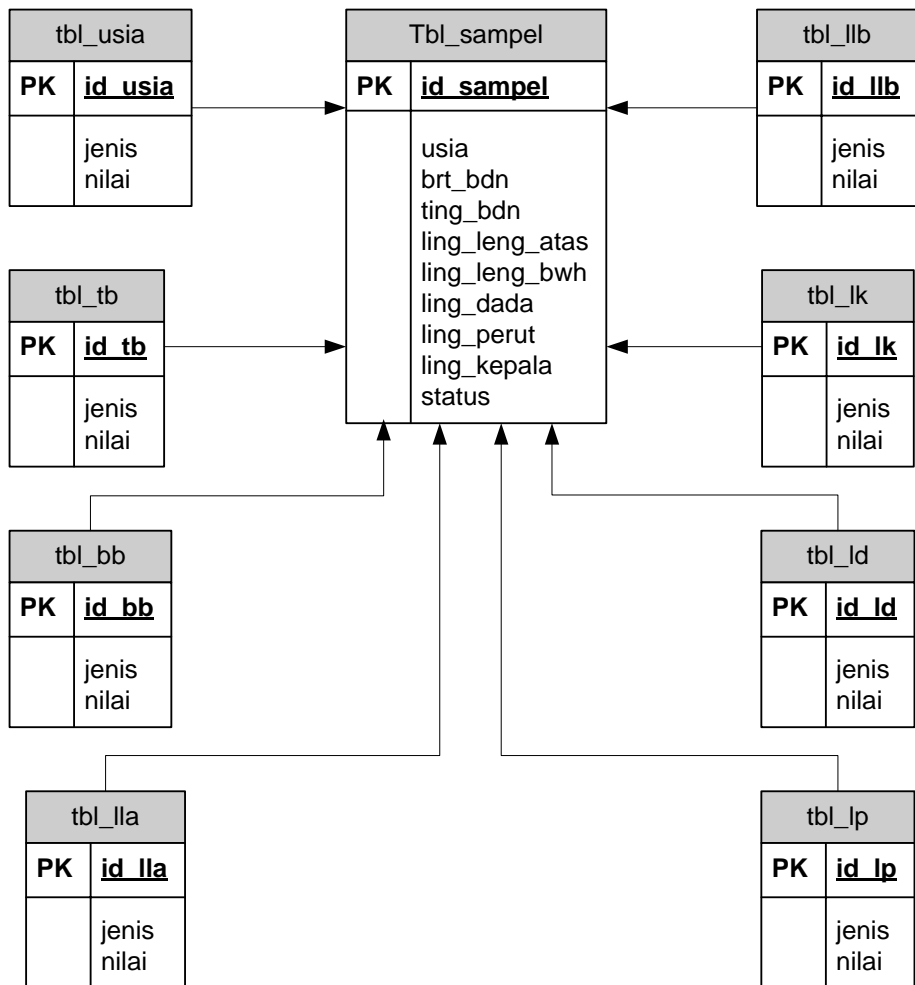 tbl_usia
PK id_usia
jenis
nilai
Tbl_sampel
PK id_sampel
usia
brt_bdn
ting_bdn
ling_leng_atas
ling_leng_bwh
ling_dada
ling_perut
ling_kepala
status
tbl_llb
PK id_llb
jenis
nilai
tbl_tb
PK id_tb
jenis
nilai
tbl_lk
PK id_lk
jenis
nilai
tbl_bb
PK id_bb
jenis
nilai
tbl_ld
PK id_ld
jenis
nilai
tbl_lla
PK id_lla
jenis
nilai
tbl_lp
PK id_lp
jenis
nilai